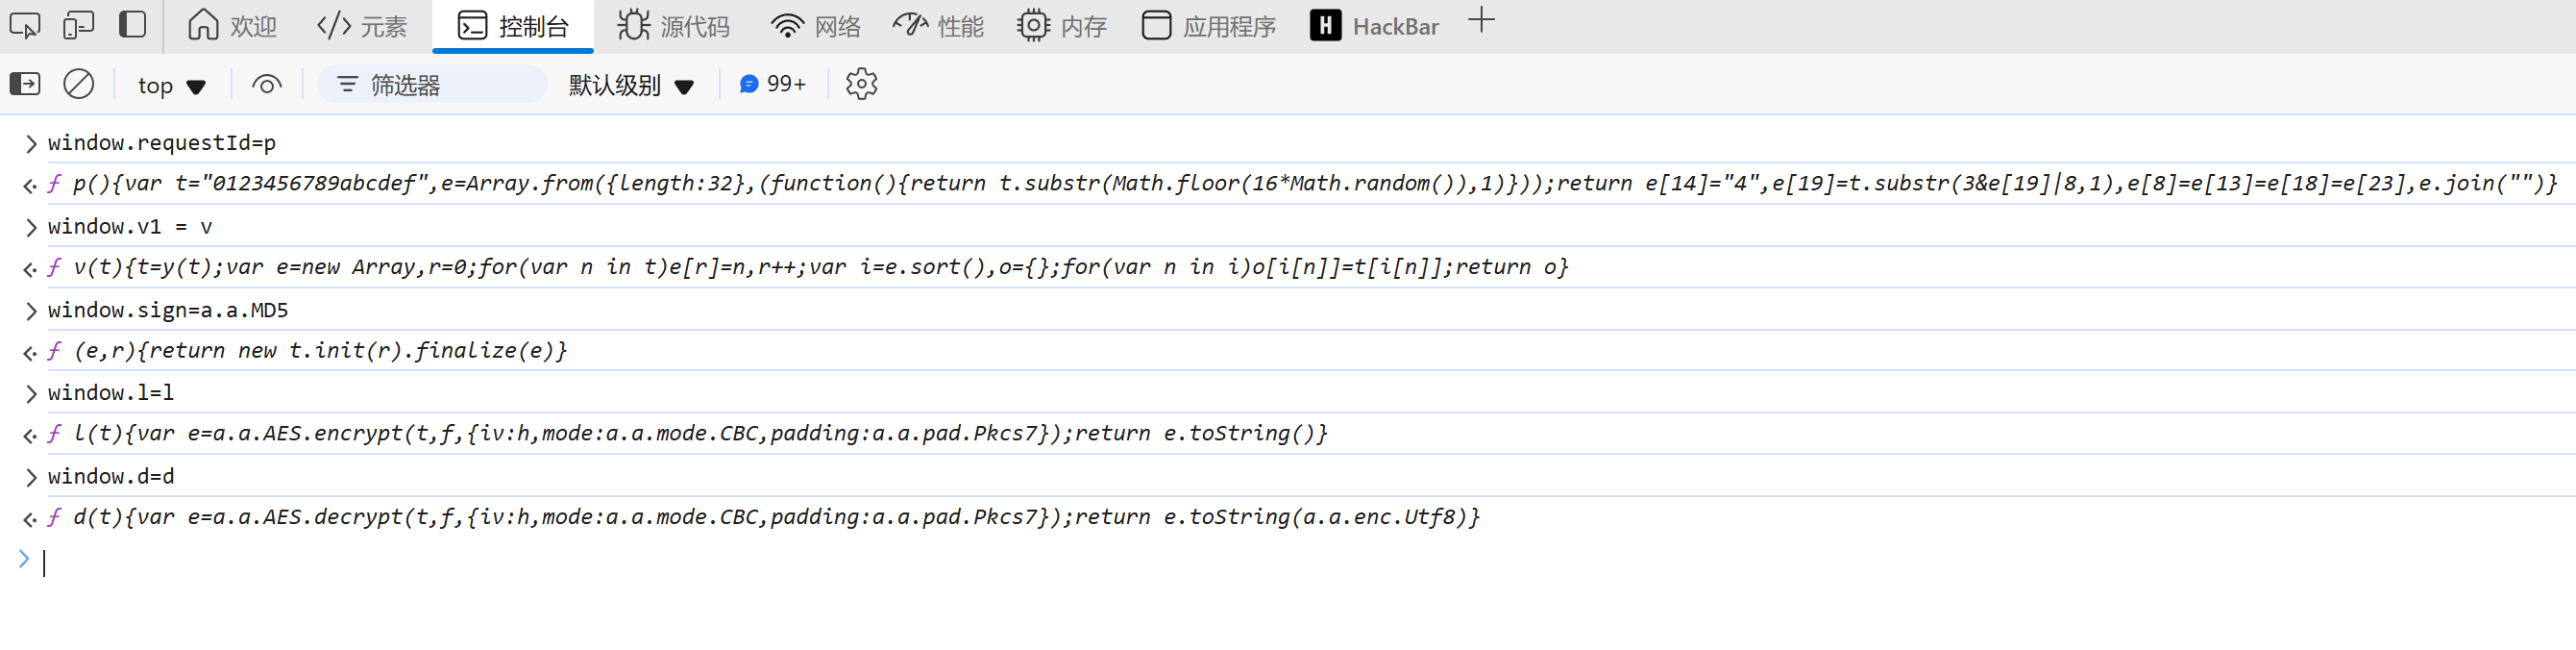 欢迎 元素 控制台 源代码 网络 性能 内存 应用程序 H HackBar
top 筛选器 默认级别 99+
window.requestId=p
f p(){var t="0123456789abcdef",e=Array.from({length:32},(function(){return t.substr(Math.floor(16*Math.random()),1)}));return e[14]="4",e[19]=t.substr(3&e[19]|8,1),e[8]=e[13]=e[18]=e[23],e.join("")}
window.v1 = v
f v(t){t=y(t);var e=new Array,r=0;for(var n in t)e[r]=n,r++;var i=e.sort(),o={};for(var n in i)o[i[n]]=t[i[n]];return o}
window.sign=a.a.MD5
f (e,r){return new t.init(r).finalize(e)}
window.l=l
f l(t){var e=a.a.AES.encrypt(t,f,{iv:h,mode:a.a.mode.CBC,padding:a.a.pad.Pkcs7});return e.toString()}
window.d=d
f d(t){var e=a.a.AES.decrypt(t,f,{iv:h,mode:a.a.mode.CBC,padding:a.a.pad.Pkcs7});return e.toString(a.a.enc.Utf8)}